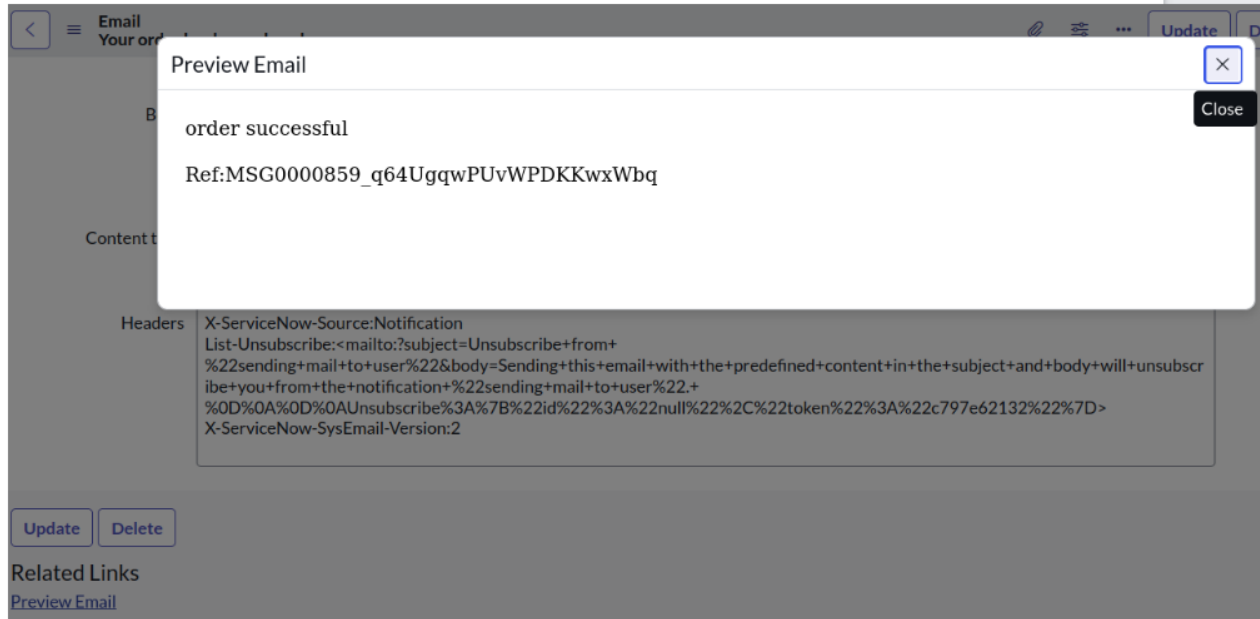 Email
Your ord
Update
Preview Email
Close
B
order successful
Ref:MSG0000859_q64UgqwPUvWPDKKwxWbq
Content t
Headers
X-ServiceNow-Source:Notification
List-Unsubscribe:<mailto:?subject=Unsubscribe+from+
%22sending+mail+to+user%22&body=Sending+this+email+with+the+predefined+content+in+the+subject+and+body+will+unsubscr
ibe+you+from+the+notification+%22sending+mail+to+user%22.+
%0D%0A%0D%0AUnsubscribe%3A%7B%22id%22%3A%22null%22%2C%22token%22%3A%22c797e62132%22%7D>
X-ServiceNow-SysEmail-Version:2
Update
Delete
Related Links
Preview Email